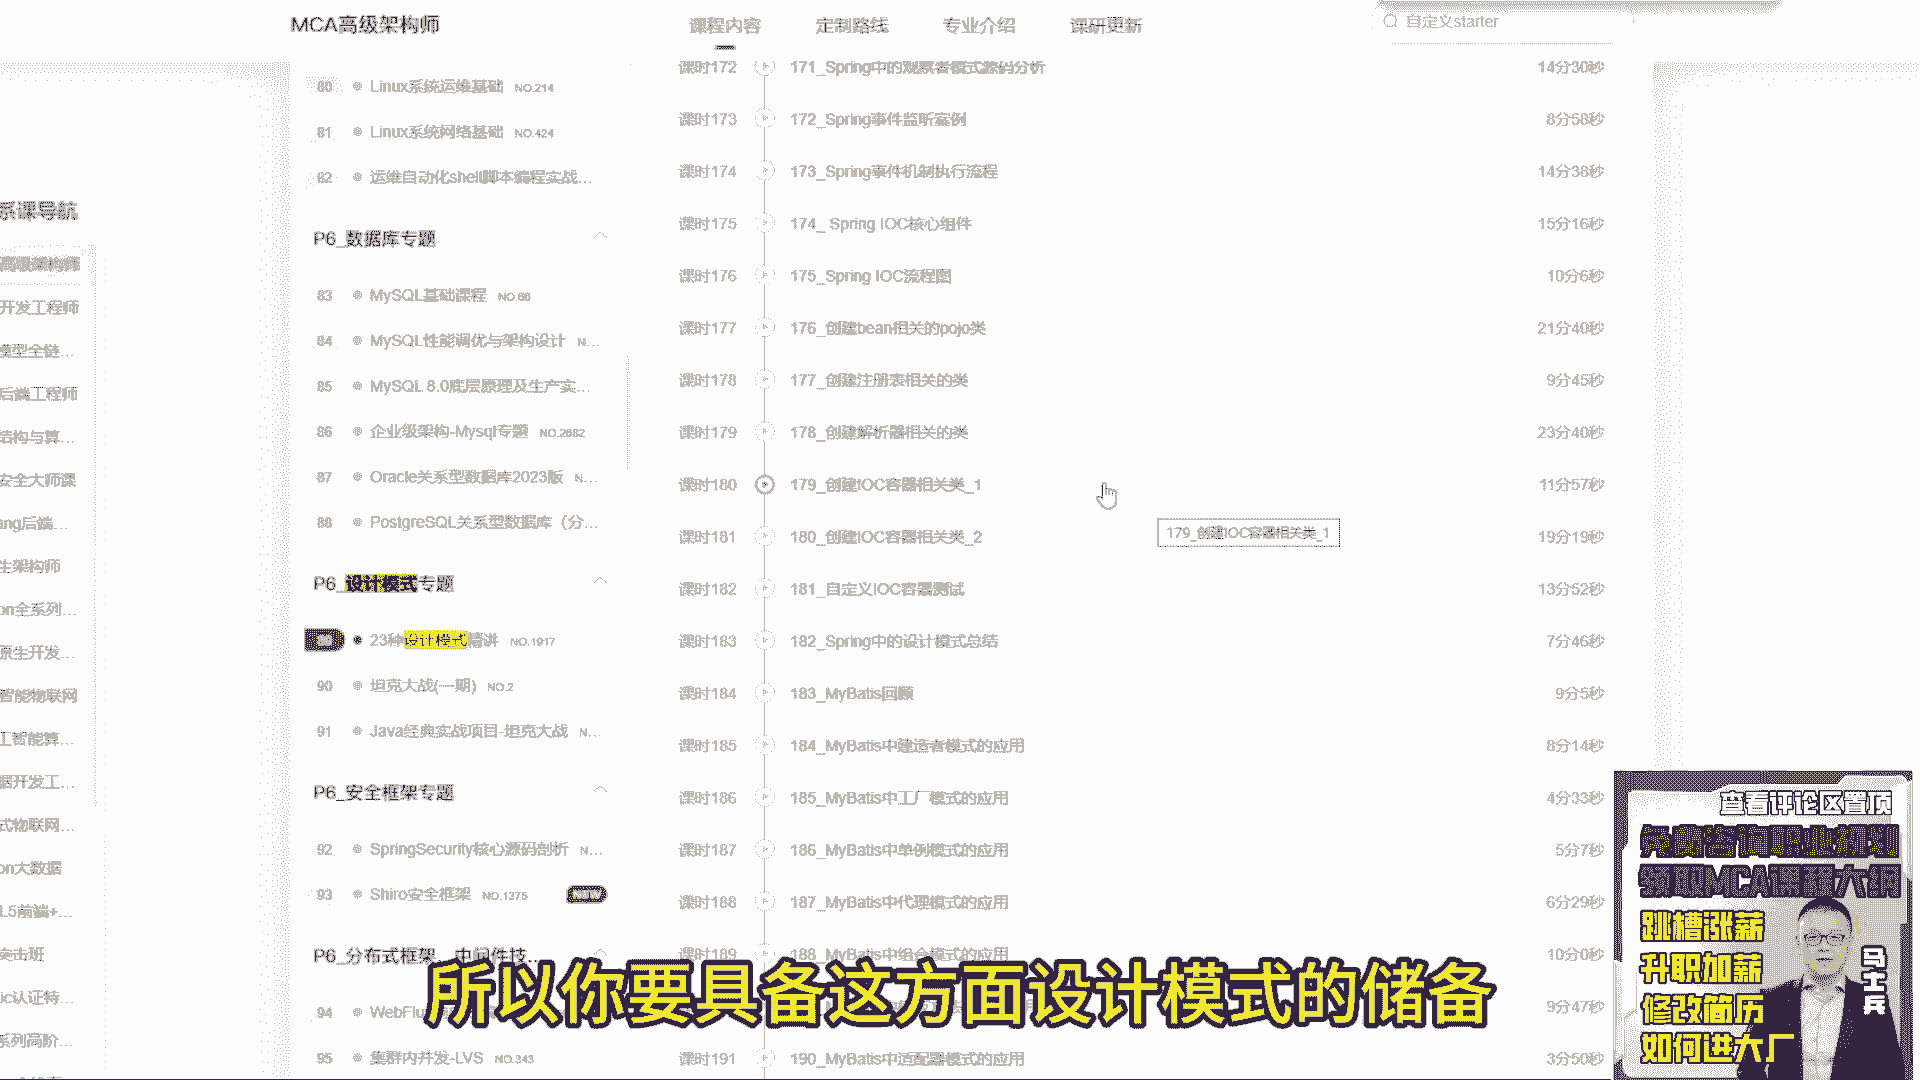 MCA高级架构师
课程内容
定制路线
专业介绍
课研更新
自定义starter
系课导航
高级架构师
开发工程师
模型全链...
后端工程师
结构与算...
安全大师课
ang后端...
生架构师
on全系列...
原生开发...
智能物联网
工智能算...
据开发工...
式物联网...
on大数据
L5前端+...
突击班
ic认证特...
系列高阶...
80 Linux系统运维基础 NO.214
81 Linux系统网络基础 NO.424
82 运维自动化shell脚本编程实战...
P6_数据库专题
83 MySQL基础课程 NO.66
84 MySQL性能调优与架构设计 N...
85 MySQL 8.0底层原理及生产实...
86 企业级架构-Mysql专题 NO.2682
87 Oracle关系型数据库2023版 N...
88 PostgreSQL关系型数据库（分...
P6_设计模式专题
23种设计模式精讲 NO.1917
90 坦克大战(一期) NO.2
91 Java经典实战项目-坦克大战 N...
P6_安全框架专题
92 SpringSecurity核心源码剖析 N...
93 Shiro安全框架 NO.1375 NEW
P6_分布式框架、中间件技...
94 WebFlu
95 集群内并发-LVS NO.343
课时172 171_Spring中的观察者模式源码分析 14分30秒
课时173 172_Spring事件监听案例 8分58秒
课时174 173_Spring事件机制执行流程 14分38秒
课时175 174_ Spring IOC核心组件 15分16秒
课时176 175_Spring IOC流程图 10分6秒
课时177 176_创建bean相关的pojo类 21分40秒
课时178 177_创建注册表相关的类 9分45秒
课时179 178_创建解析器相关的类 23分40秒
课时180 179_创建IOC容器相关类_1 11分57秒
179_创建IOC容器相关类_1
课时181 180_创建IOC容器相关类_2 19分19秒
课时182 181_自定义IOC容器测试 13分52秒
课时183 182_Spring中的设计模式总结 7分46秒
课时184 183_MyBatis回顾 9分5秒
课时185 184_MyBatis中建造者模式的应用 8分14秒
课时186 185_MyBatis中工厂模式的应用 4分33秒
课时187 186_MyBatis中单例模式的应用 5分7秒
课时188 187_MyBatis中代理模式的应用 6分29秒
课时189 188_MyBatis中组合模式的应用 10分0秒
9分47秒
课时191 190_MyBatis中适配器模式的应用 3分50秒
所以你要具备这方面设计模式的储备
查看评论区置顶
免费咨询职业规划
领取MCA课程大纲
跳槽涨薪
升职加薪
修改简历
如何进大厂
马士兵